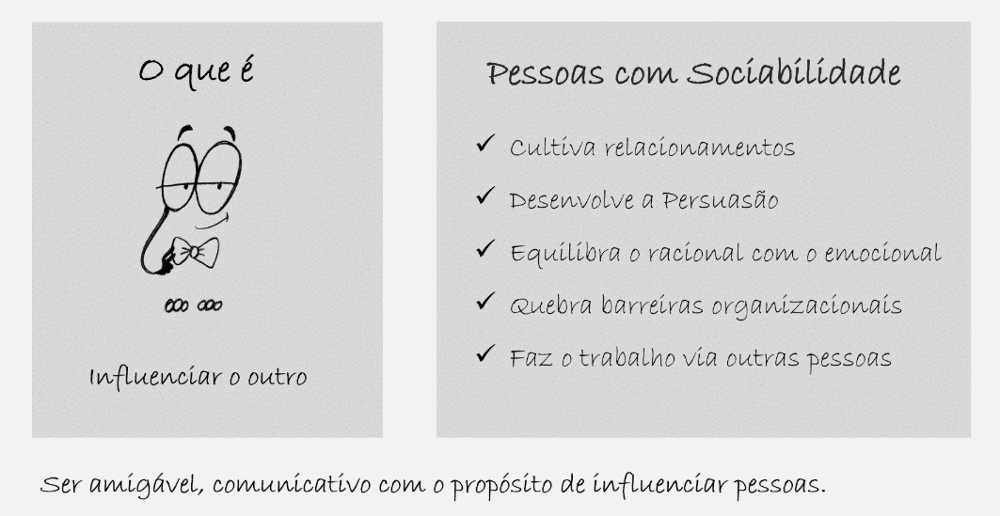 O que é
Influenciar o outro
Pessoas com Sociabilidade
✓ Cultiva relacionamentos
✓ Desenvolve a Persuasão
✓ Equilibra o racional com o emocional
✓ Quebra barreiras organizacionais
✓ Faz o trabalho via outras pessoas
Ser amigável, comunicativo com o propósito de influenciar pessoas.